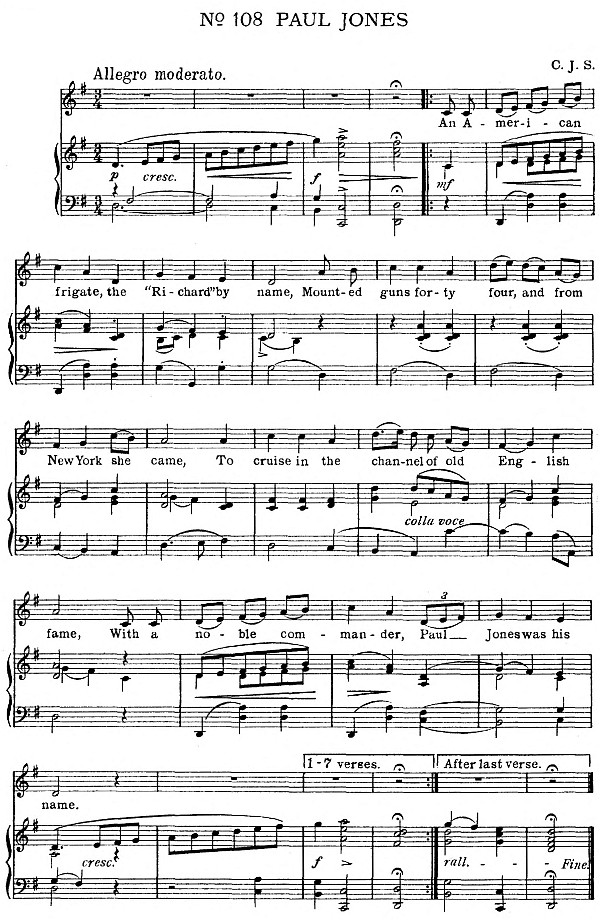 Nº 108 PAUL JONES
C. J. S.
Allegro moderato.
An A - mer - i - can
p cresc. f mf
frigate, the "Ri - chard" by name, Mount - ed guns for - ty four, and from
New York she came, To cruise in the chan - nel of old Eng - lish
colla voce
fame, With a no - ble com - man - der, Paul Jones was his
3
1-7 verses. After last verse.
name.
cresc. f rall. - - Fine.